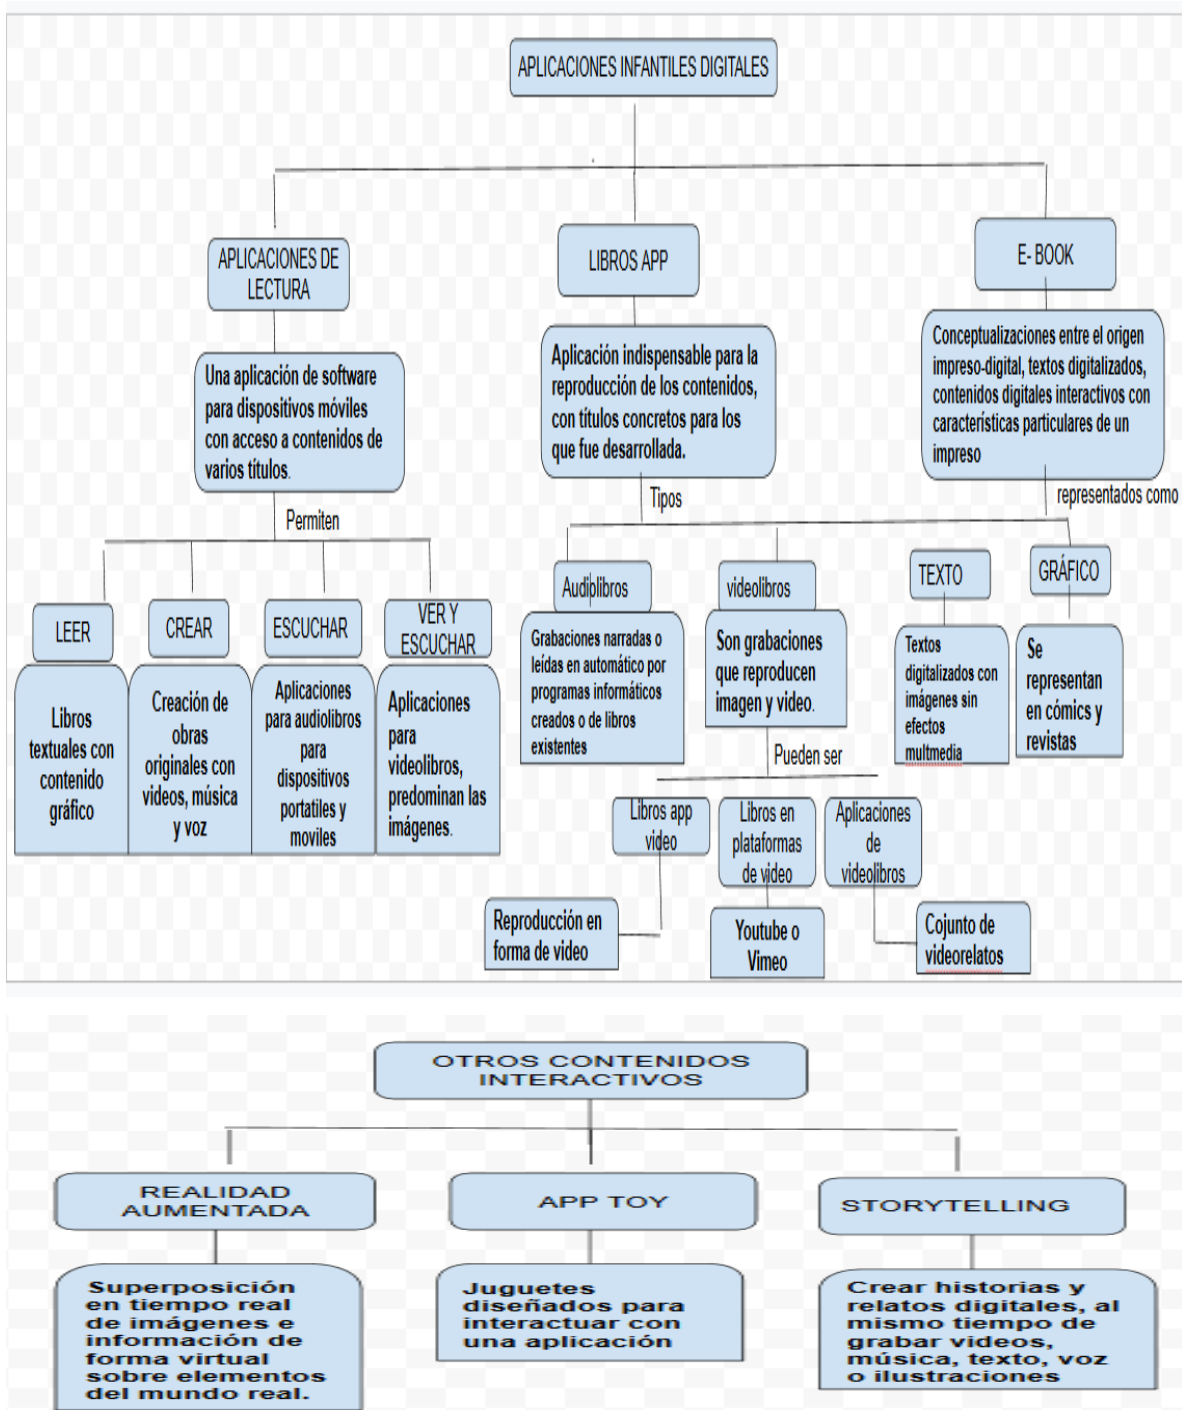 APLICACIONES INFANTILES DIGITALES
APLICACIONES DE
LECTURA
LIBROS APP
E- BOOK
Una aplicación de software
para dispositivos móviles
con acceso a contenidos de
varios títulos.
Aplicación indispensable para la
reproducción de los contenidos,
con títulos concretos para los
que fue desarrollada.
Conceptualizaciones entre el origen
impreso-digital, textos digitalizados,
contenidos digitales interactivos con
características particulares de un
impreso
Permiten
Tipos
representados como
LEER
CREAR
ESCUCHAR
VER Y
ESCUCHAR
Audiolibros
videolibros
TEXTO
GRÁFICO
Libros
textuales con
contenido
gráfico
Creación de
obras
originales con
videos, música
y voz
Aplicaciones
para audiolibros
para
dispositivos
portatiles y
moviles
Aplicaciones
para
videolibros,
predominan las
imágenes.
Grabaciones narradas o
leídas en automático por
programas informáticos
creados o de libros
existentes
Son grabaciones
que reproducen
imagen y video.
Textos
digitalizados con
imágenes sin
efectos
multmedia
Se
representan
en cómics y
revistas
Pueden ser
Libros app
video
Libros en
plataformas
de video
Aplicaciones
de
videolibros
Reproducción en
forma de video
Youtube o
Vimeo
Cojunto de
videorelatos
OTROS CONTENIDOS
INTERACTIVOS
REALIDAD
AUMENTADA
APP TOY
STORYTELLING
Superposición
en tiempo real
de imágenes e
información de
forma virtual
sobre elementos
del mundo real.
Juguetes
diseñados para
interactuar con
una aplicación
Crear historias y
relatos digitales, al
mismo tiempo de
grabar videos,
música, texto, voz
o ilustraciones